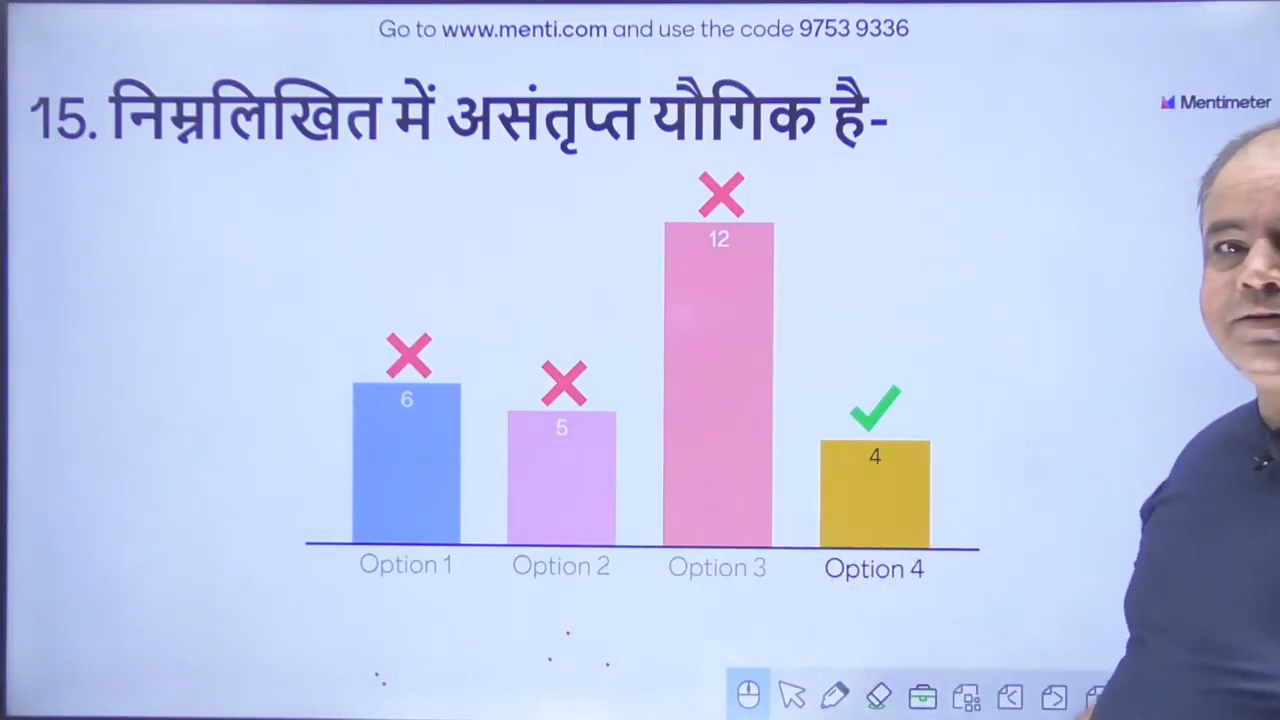 Go to www.menti.com and use the code 9753 9336
15. निम्नलिखित में असंतृप्त यौगिक है-
Mentimeter
12
6
5
4
Option 1
Option 2
Option 3
Option 4